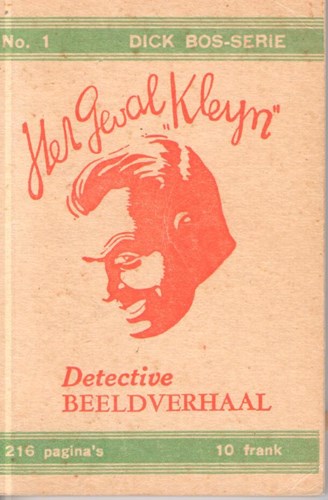 No. 1 DICK BOS-SERIE
Het Geval „Kleyn"
Detective
BEELDVERHAAL
216 pagina's 10 frank